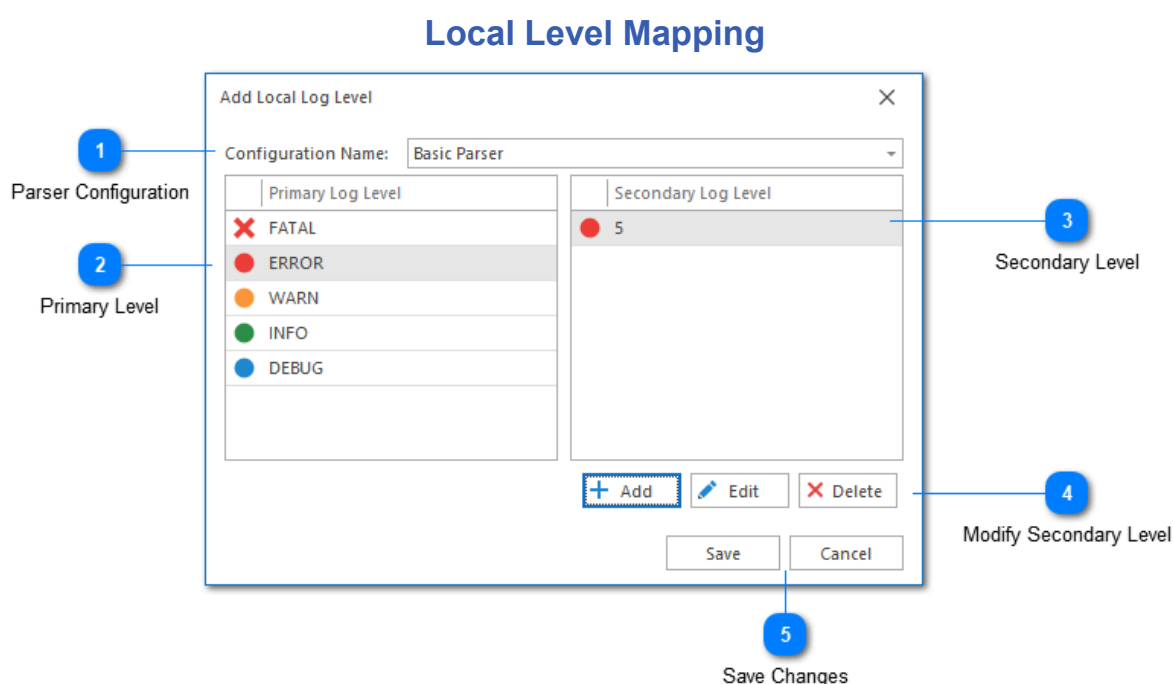 Local Level Mapping
Add Local Log Level
1
Parser Configuration
Configuration Name: Basic Parser
Primary Log Level
FATAL
ERROR
WARN
INFO
DEBUG
2
Primary Level
Secondary Log Level
5
3
Secondary Level
Add Edit Delete
4
Modify Secondary Level
Save Cancel
5
Save Changes